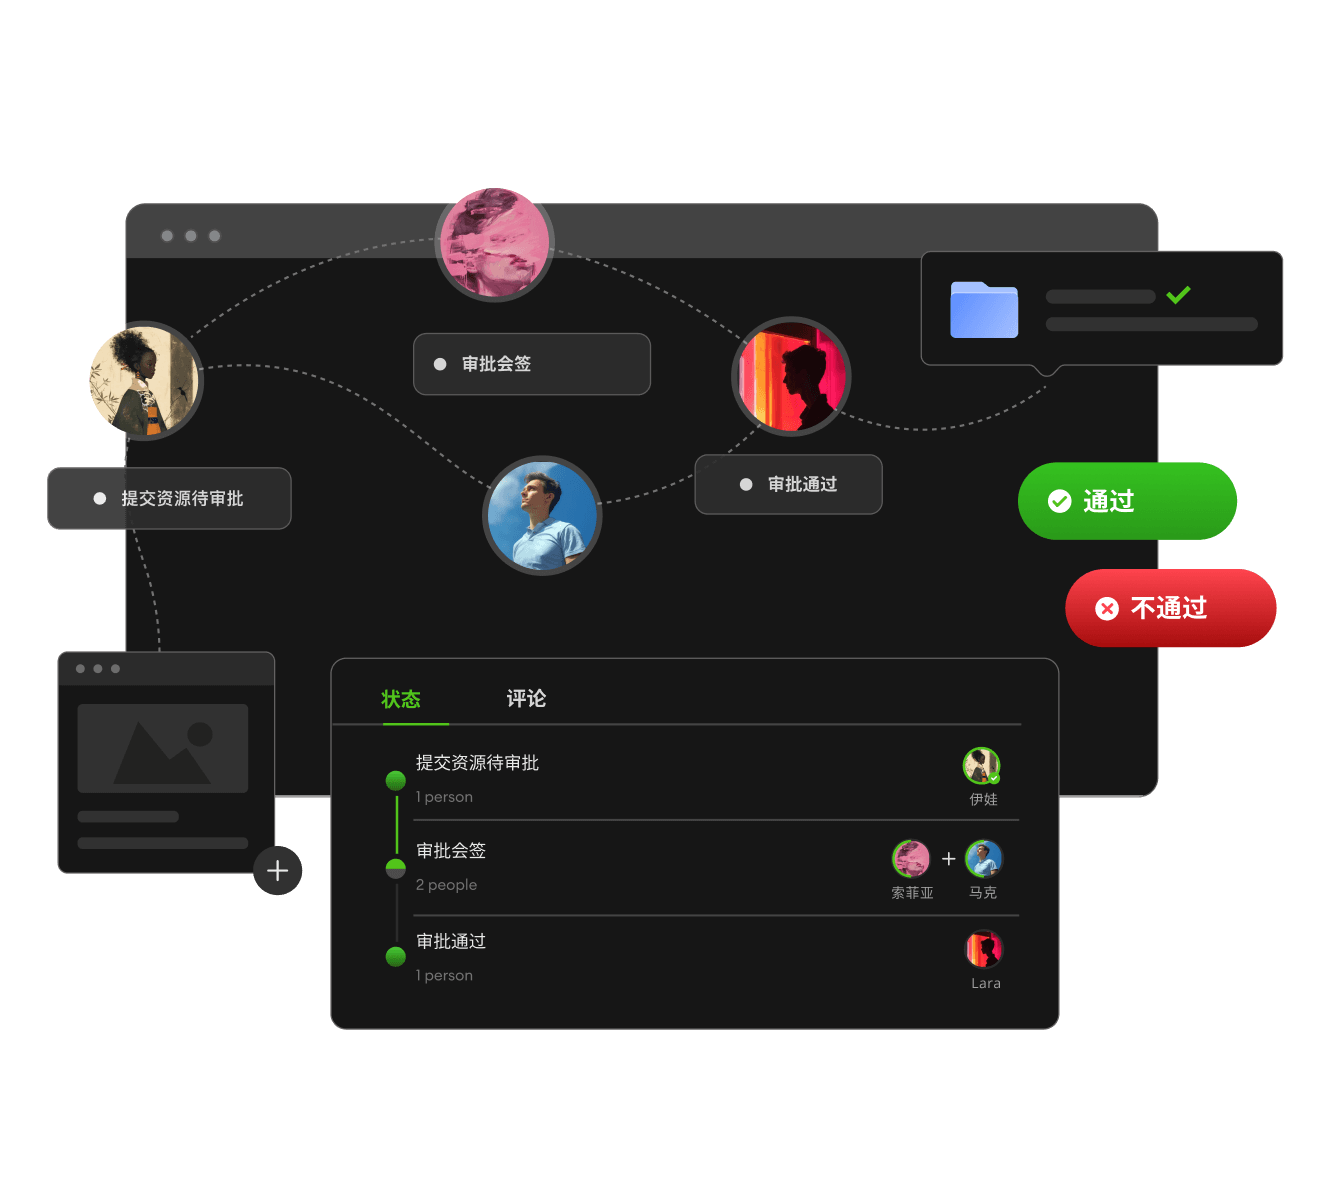 审批会签
提交资源待审批
审批通过
通过
不通过
状态
评论
提交资源待审批
1 person
伊娃
审批会签
2 people
索菲亚
马克
审批通过
1 person
Lara